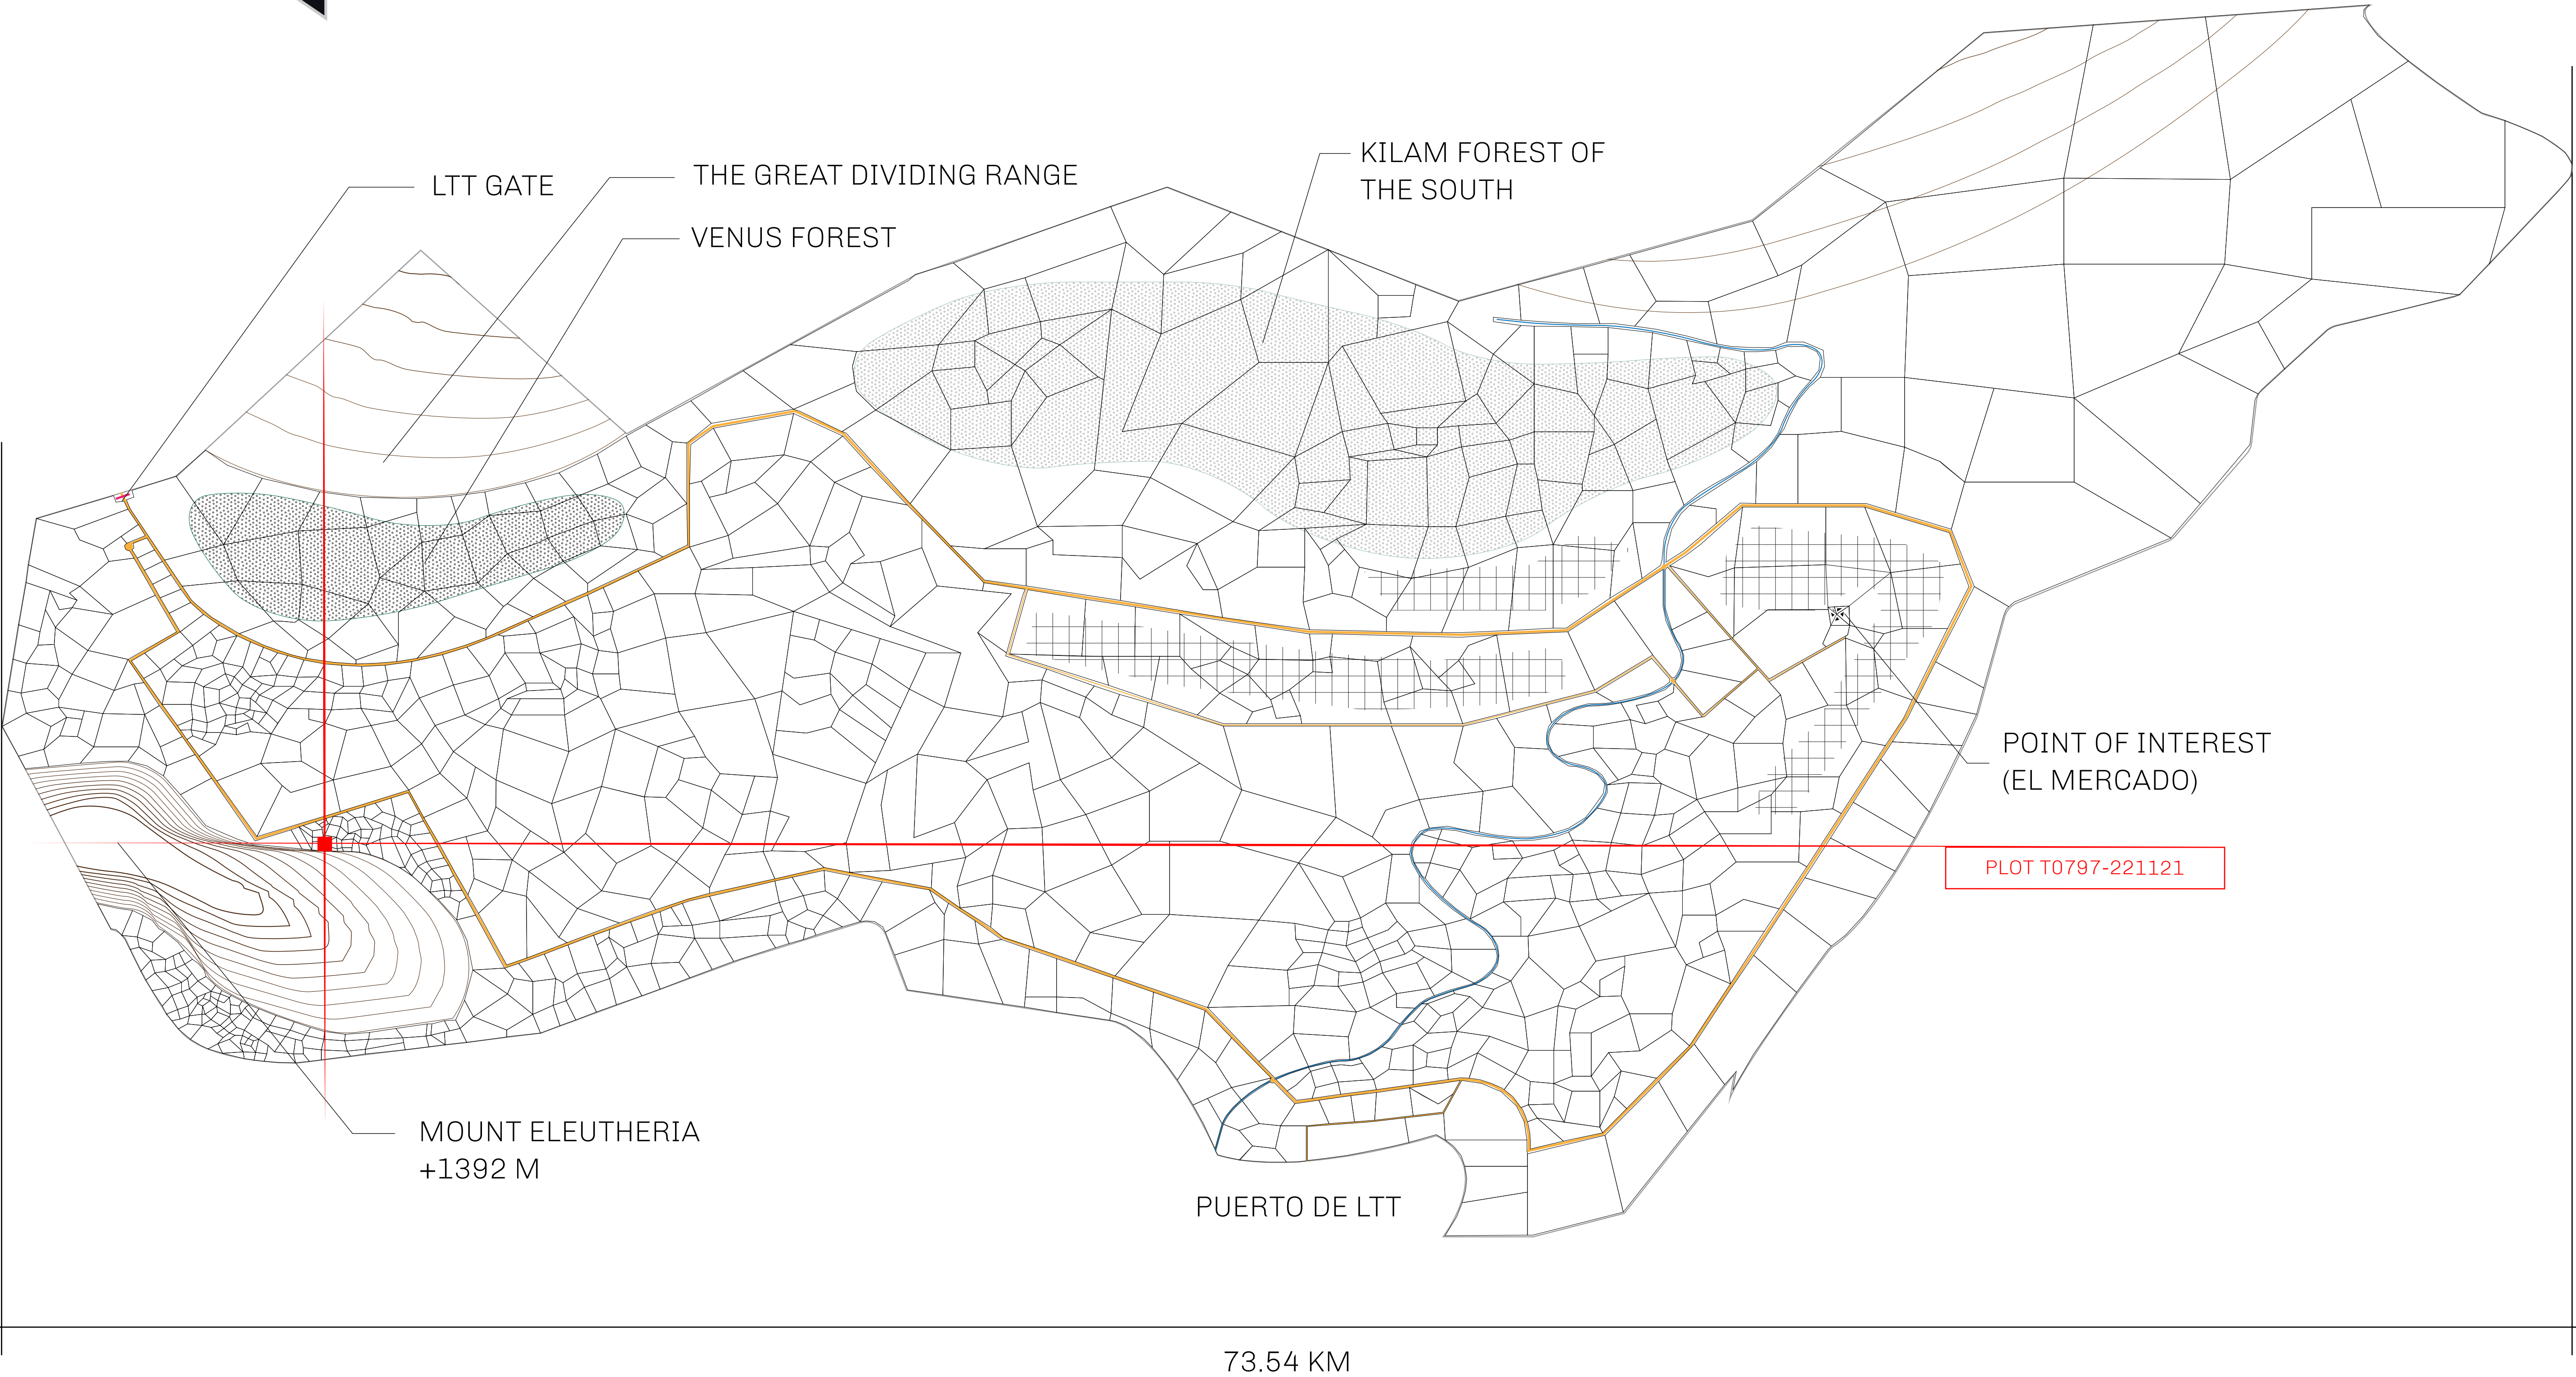 KILAM FOREST OF
THE SOUTH
LTT GATE
THE GREAT DIVIDING RANGE
VENUS FOREST
POINT OF INTEREST
(EL MERCADO)
PLOT T0797-221121
MOUNT ELEUTHERIA
+1392 M
PUERTO DE LTT
73.54 KM